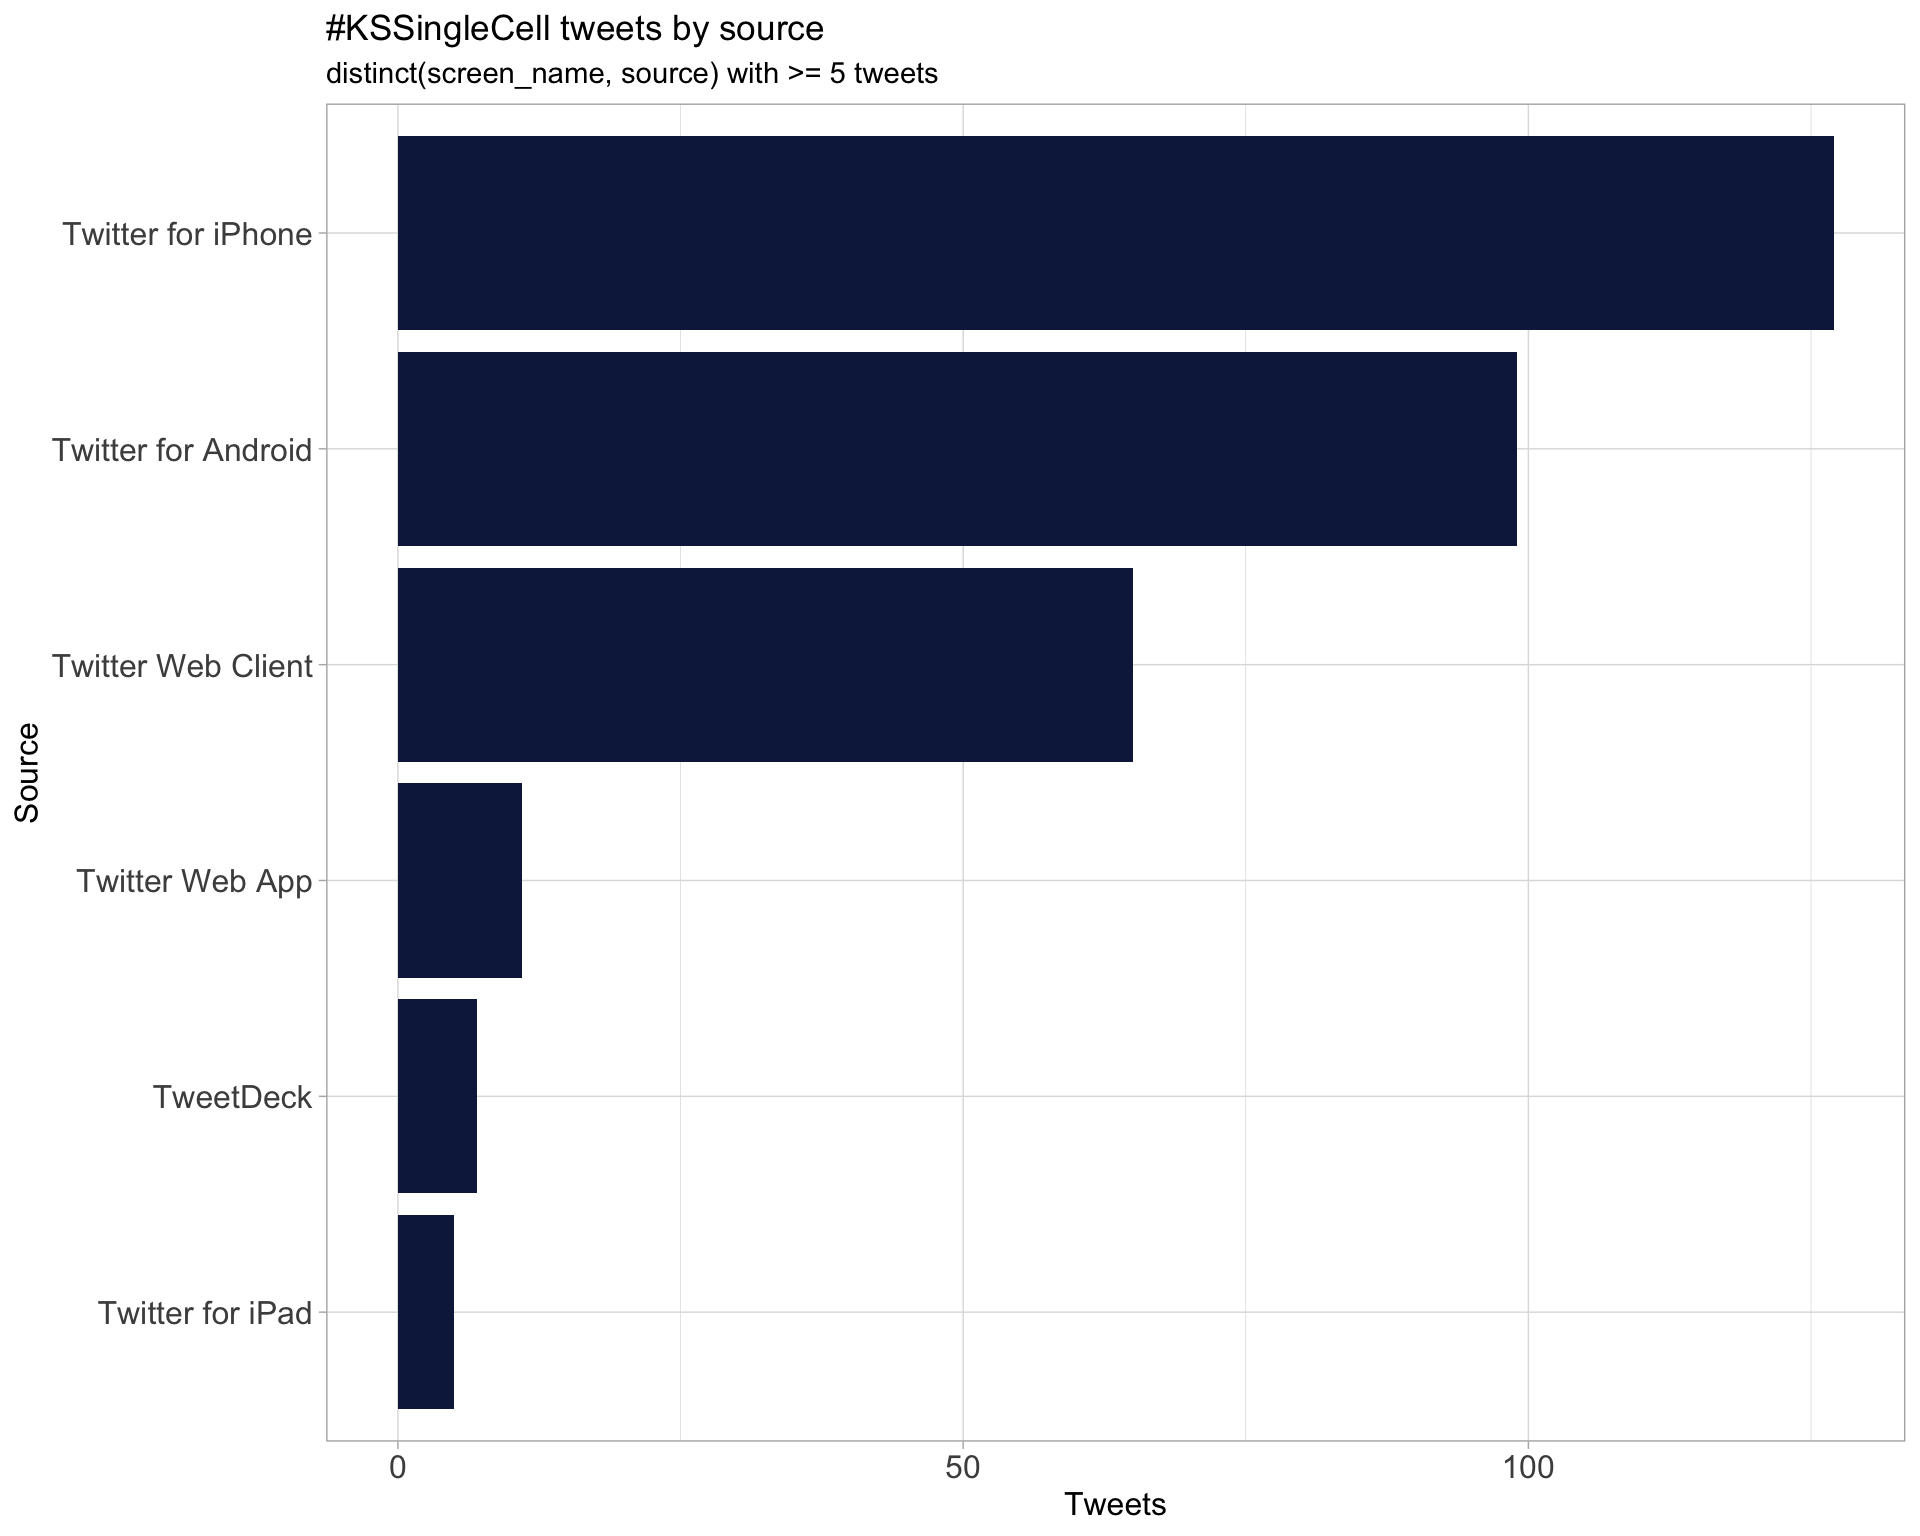 #KSSingleCell tweets by source
distinct(screen_name, source) with >= 5 tweets
Source
Twitter for iPhone
Twitter for Android
Twitter Web Client
Twitter Web App
TweetDeck
Twitter for iPad
0 50 100
Tweets